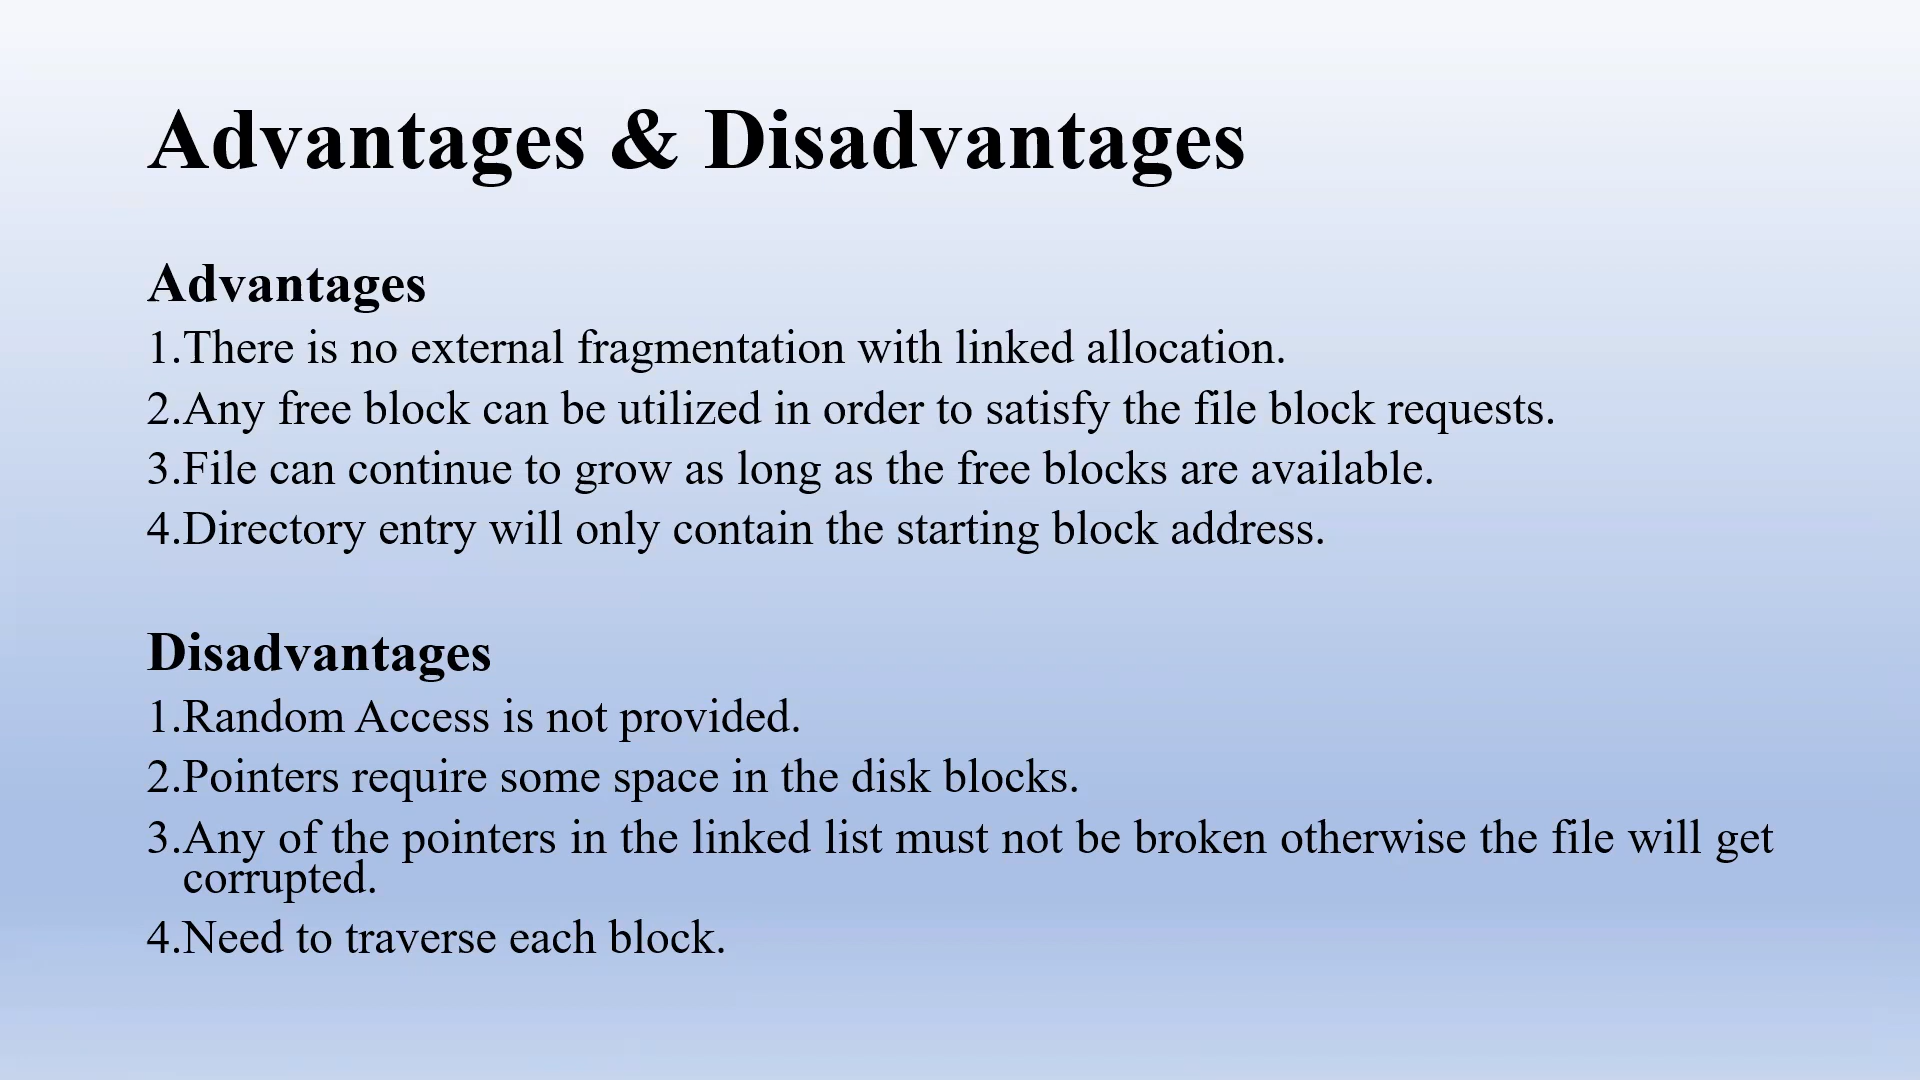 Advantages & Disadvantages
Advantages
1.There is no external fragmentation with linked allocation.
2.Any free block can be utilized in order to satisfy the file block requests.
3.File can continue to grow as long as the free blocks are available.
4.Directory entry will only contain the starting block address.
Disadvantages
1.Random Access is not provided.
2.Pointers require some space in the disk blocks.
3.Any of the pointers in the linked list must not be broken otherwise the file will get
corrupted.
4.Need to traverse each block.